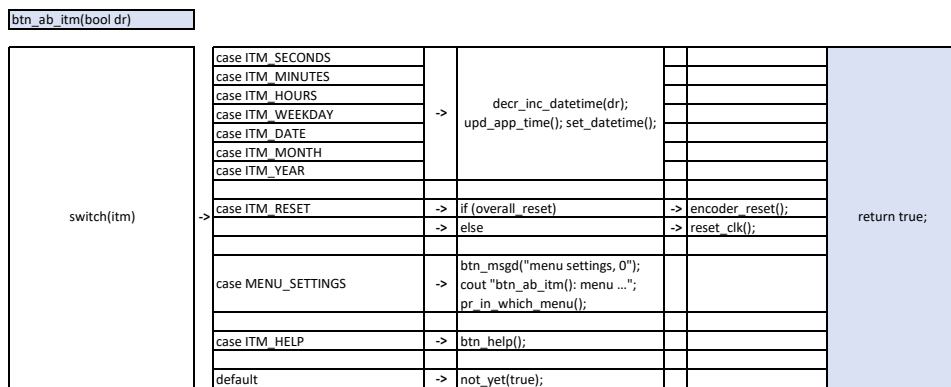 btn_ab_itm(bool dr)
case ITM_SECONDS
case ITM_MINUTES
case ITM_HOURS
case ITM_WEEKDAY
case ITM_DATE
case ITM_MONTH
case ITM_YEAR
->
decr_inc_datetime(dr);
upd_app_time(); set_datetime();
switch(itm)
->
case ITM_RESET -> if (overall_reset) -> encoder_reset();
-> else -> reset_clk();
return true;
case MENU_SETTINGS ->
btn_msgd("menu settings, 0");
cout "btn_ab_itm(): menu …";
pr_in_which_menu();
case ITM_HELP -> btn_help();
default -> not_yet(true);